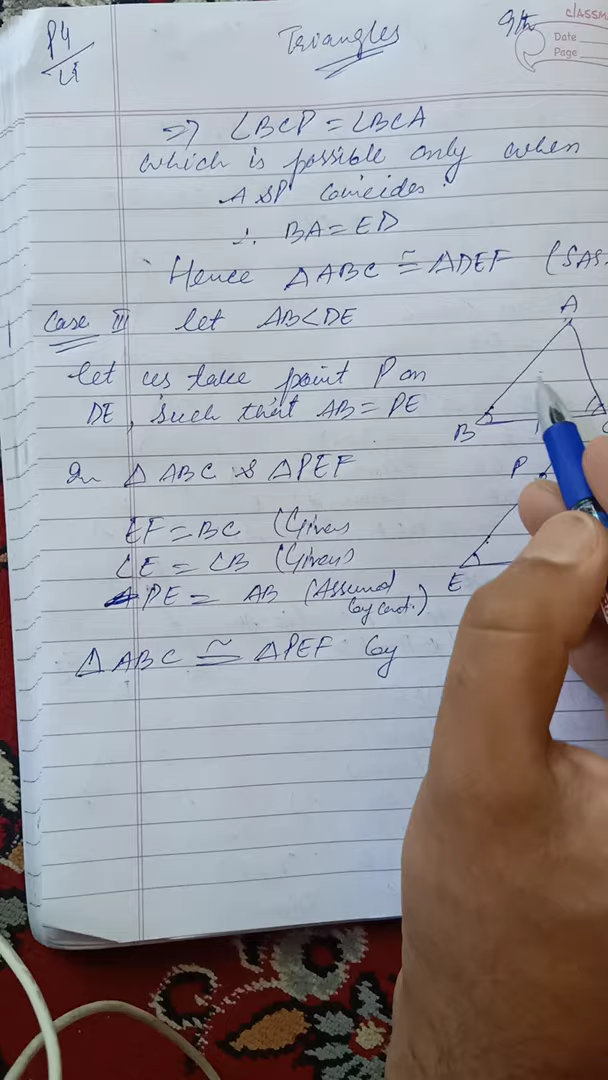 P4
Triangles
9th
classm
Date
Page
=> ∠BCP = ∠BCA
which is possible only when
A & P coincides.
∴ BA = ED
Hence △ABC ≅ △DEF (SAS
Case III let AB<DE
let us take point P on
DE, such that AB = PE
In △ABC & △PEF
EF = BC (Given)
∠E = ∠B (Given)
PE = AB (Assumed
by const.)
△ABC ≅ △PEF by
A
B
C
P
E